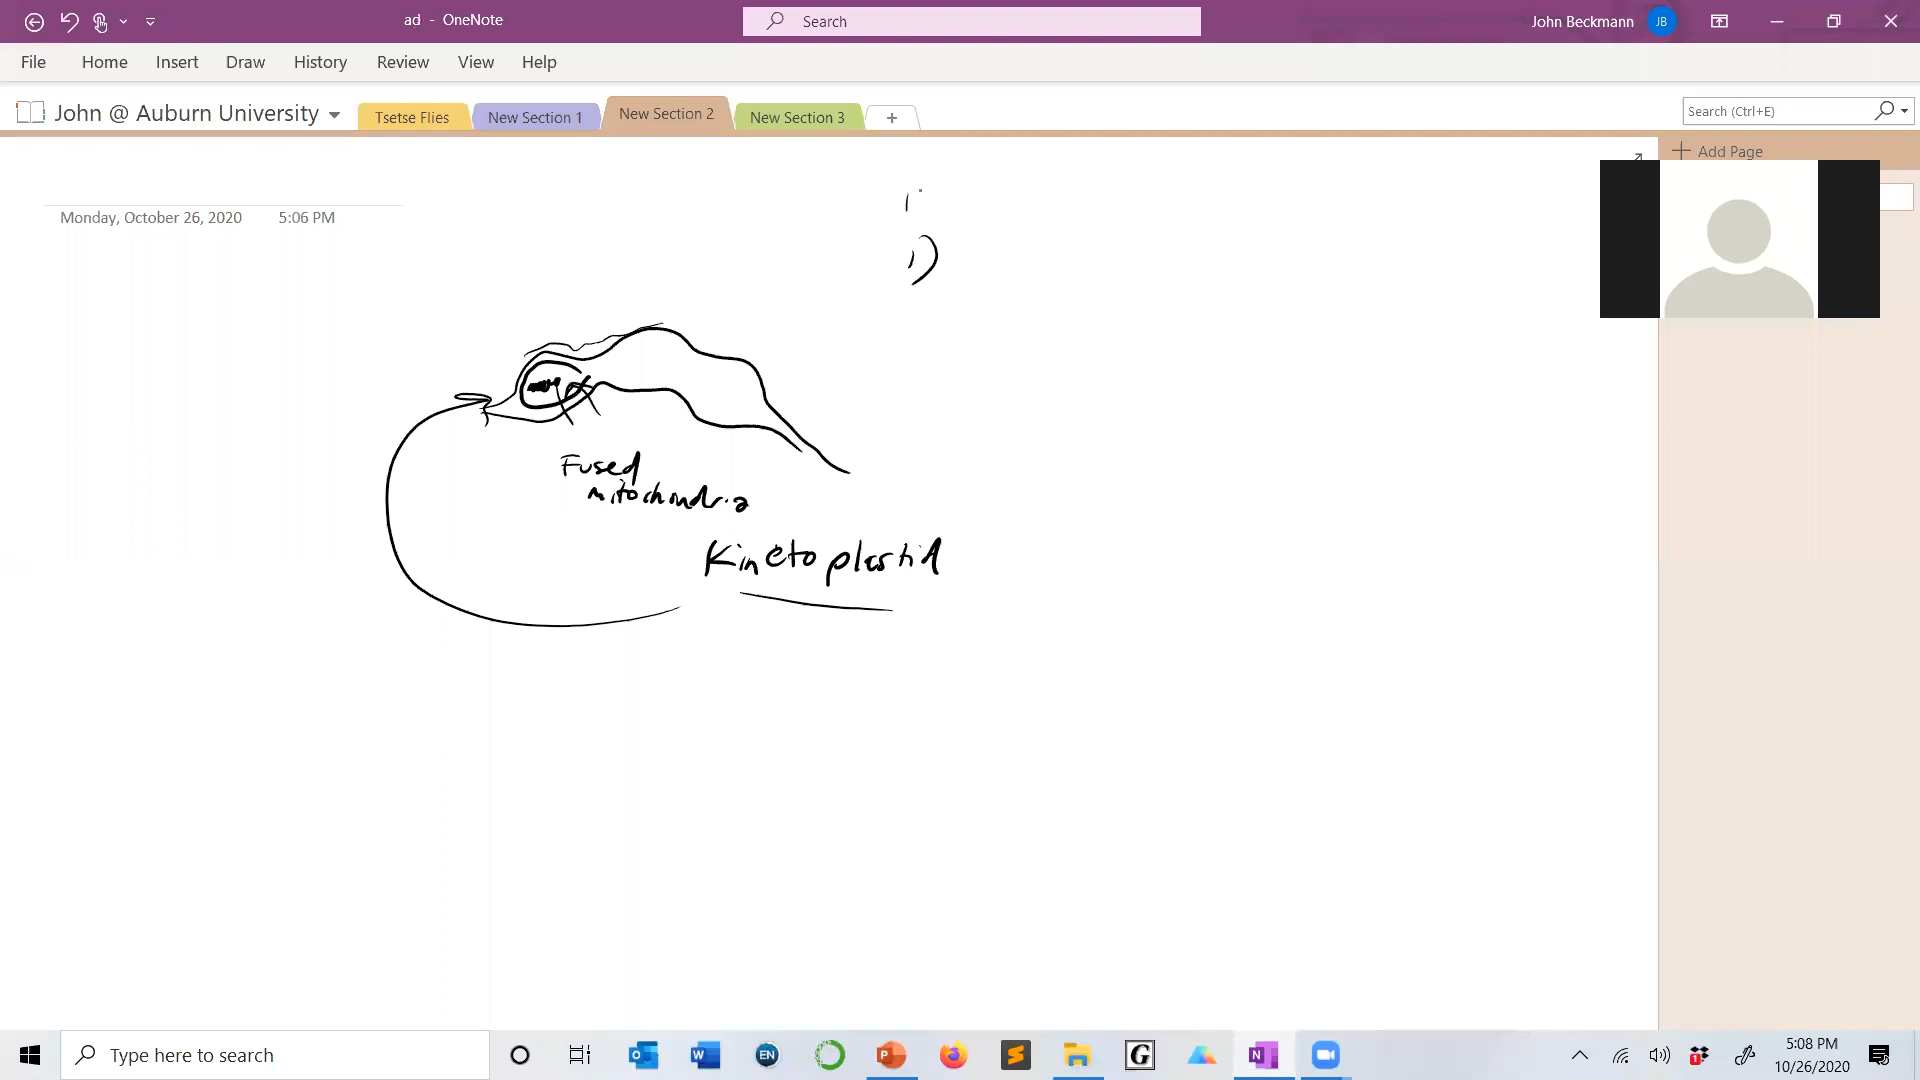 ad - OneNote
Search
John Beckmann
JB
File Home Insert Draw History Review View Help
John @ Auburn University
Tsetse Flies
New Section 1
New Section 2
New Section 3
+
Search (Ctrl+E)
Add Page
Monday, October 26, 2020 5:06 PM
1)
Fused
mitochondria
Kinetoplastid
Type here to search
EN
G
5:08 PM
10/26/2020